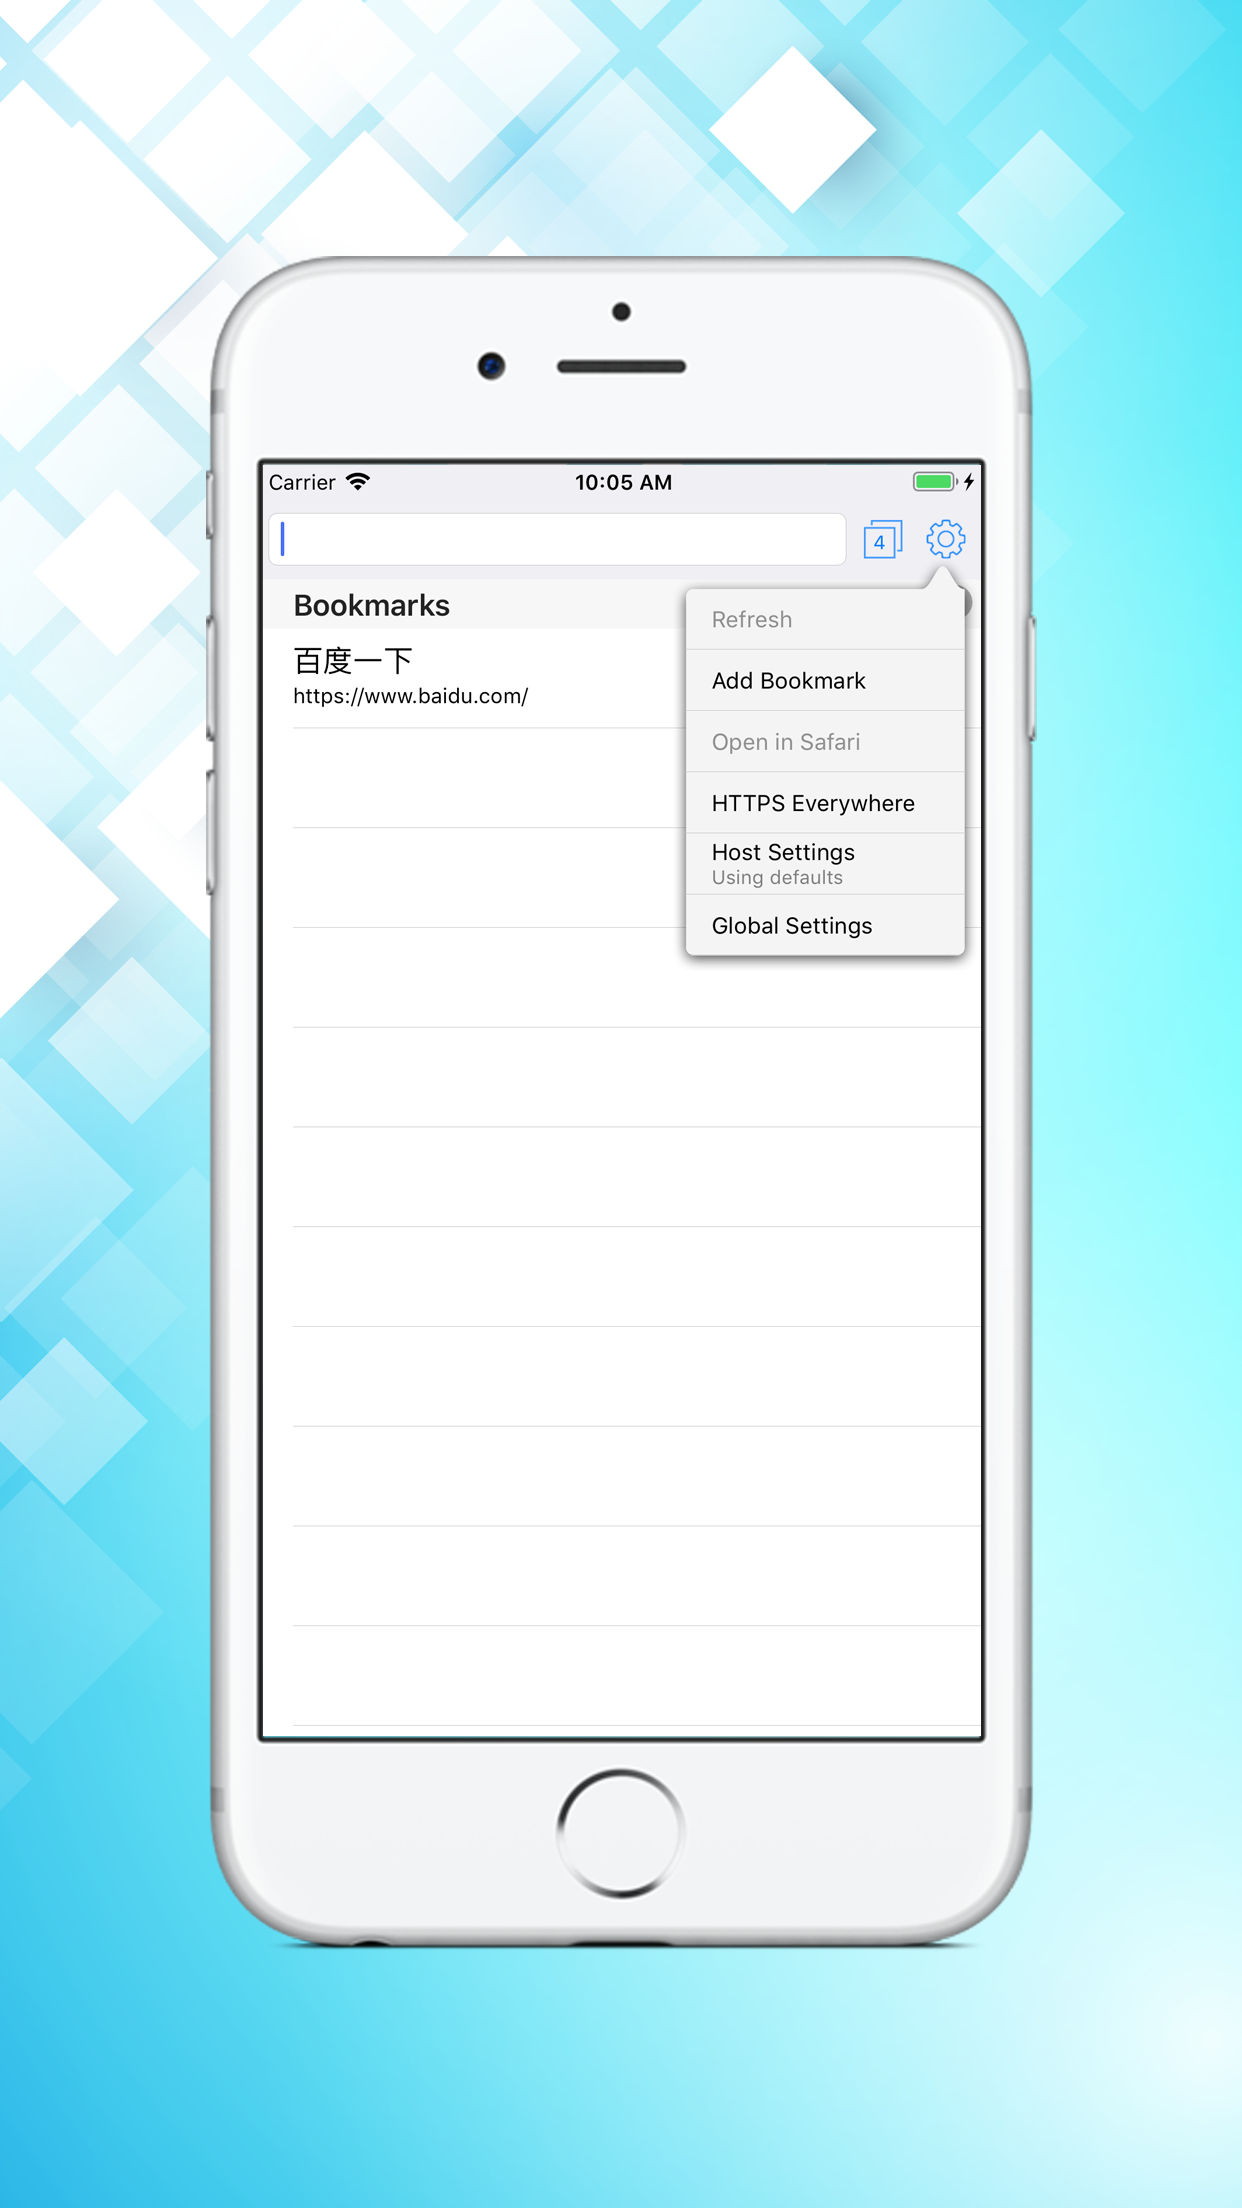 Carrier 10:05 AM
4
Bookmarks
百度一下
https://www.baidu.com/
Refresh
Add Bookmark
Open in Safari
HTTPS Everywhere
Host Settings
Using defaults
Global Settings